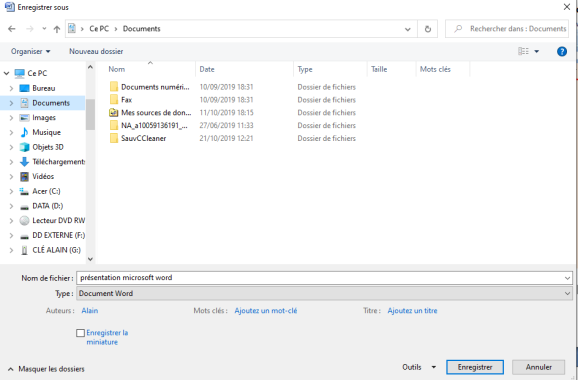 Enregistrer sous
Ce PC > Documents
Rechercher dans : Documents
Organiser Nouveau dossier
Nom Date Type Taille Mots clés
Ce PC
Bureau
Documents
Images
Musique
Objets 3D
Téléchargement
Vidéos
Acer (C:)
DATA (D:)
Lecteur DVD RW
DD EXTERNE (F:)
CLÉ ALAIN (G:)
Documents numéri... 10/09/2019 18:31 Dossier de fichiers
Fax 10/09/2019 18:31 Dossier de fichiers
Mes sources de don... 11/10/2019 18:15 Dossier de fichiers
NA_a10059136191_... 27/06/2019 11:33 Dossier de fichiers
SauvCCleaner 21/10/2019 12:21 Dossier de fichiers
Nom de fichier : présentation microsoft word
Type : Document Word
Auteurs : Alain Mots clés : Ajoutez un mot-clé Titre : Ajoutez un titre
Enregistrer la
miniature
Masquer les dossiers Outils Enregistrer Annuler